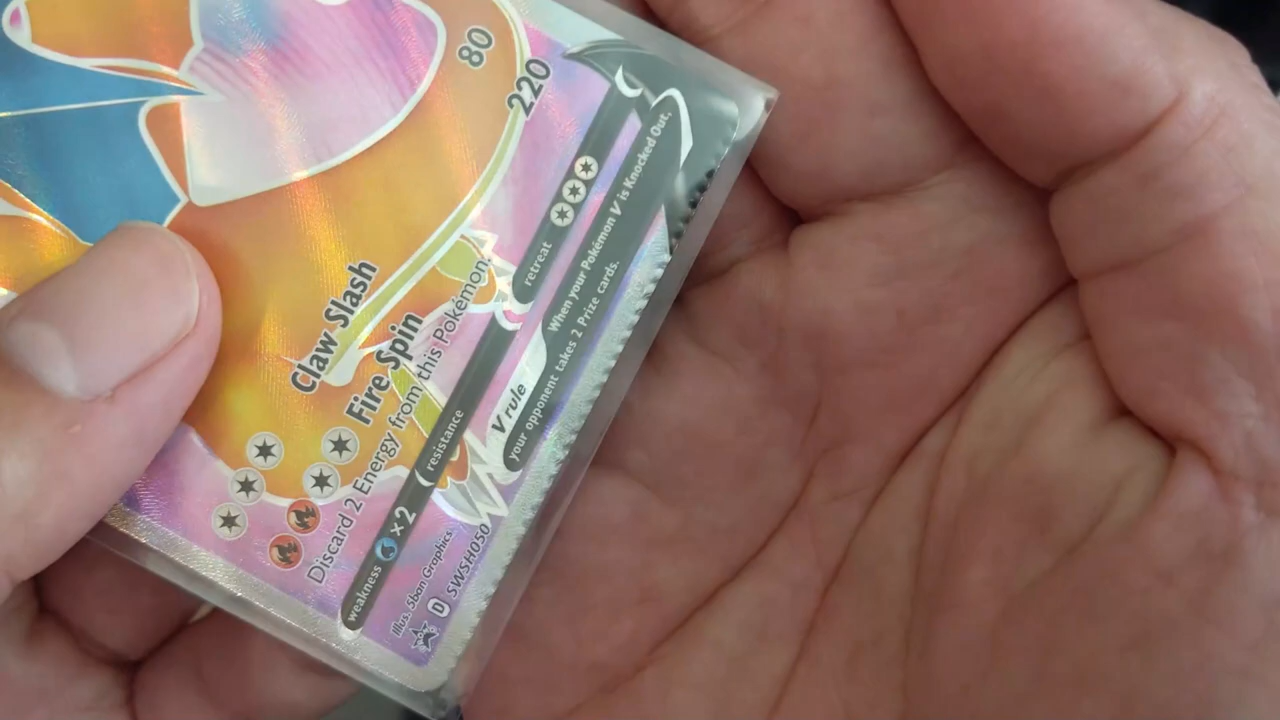 Claw Slash 80
Fire Spin 220
Discard 2 Energy from this Pokémon.
weakness ×2 resistance retreat
V rule When your Pokémon V is Knocked Out,
your opponent takes 2 Prize cards.
Illus. 5ban Graphics
D SWSH050